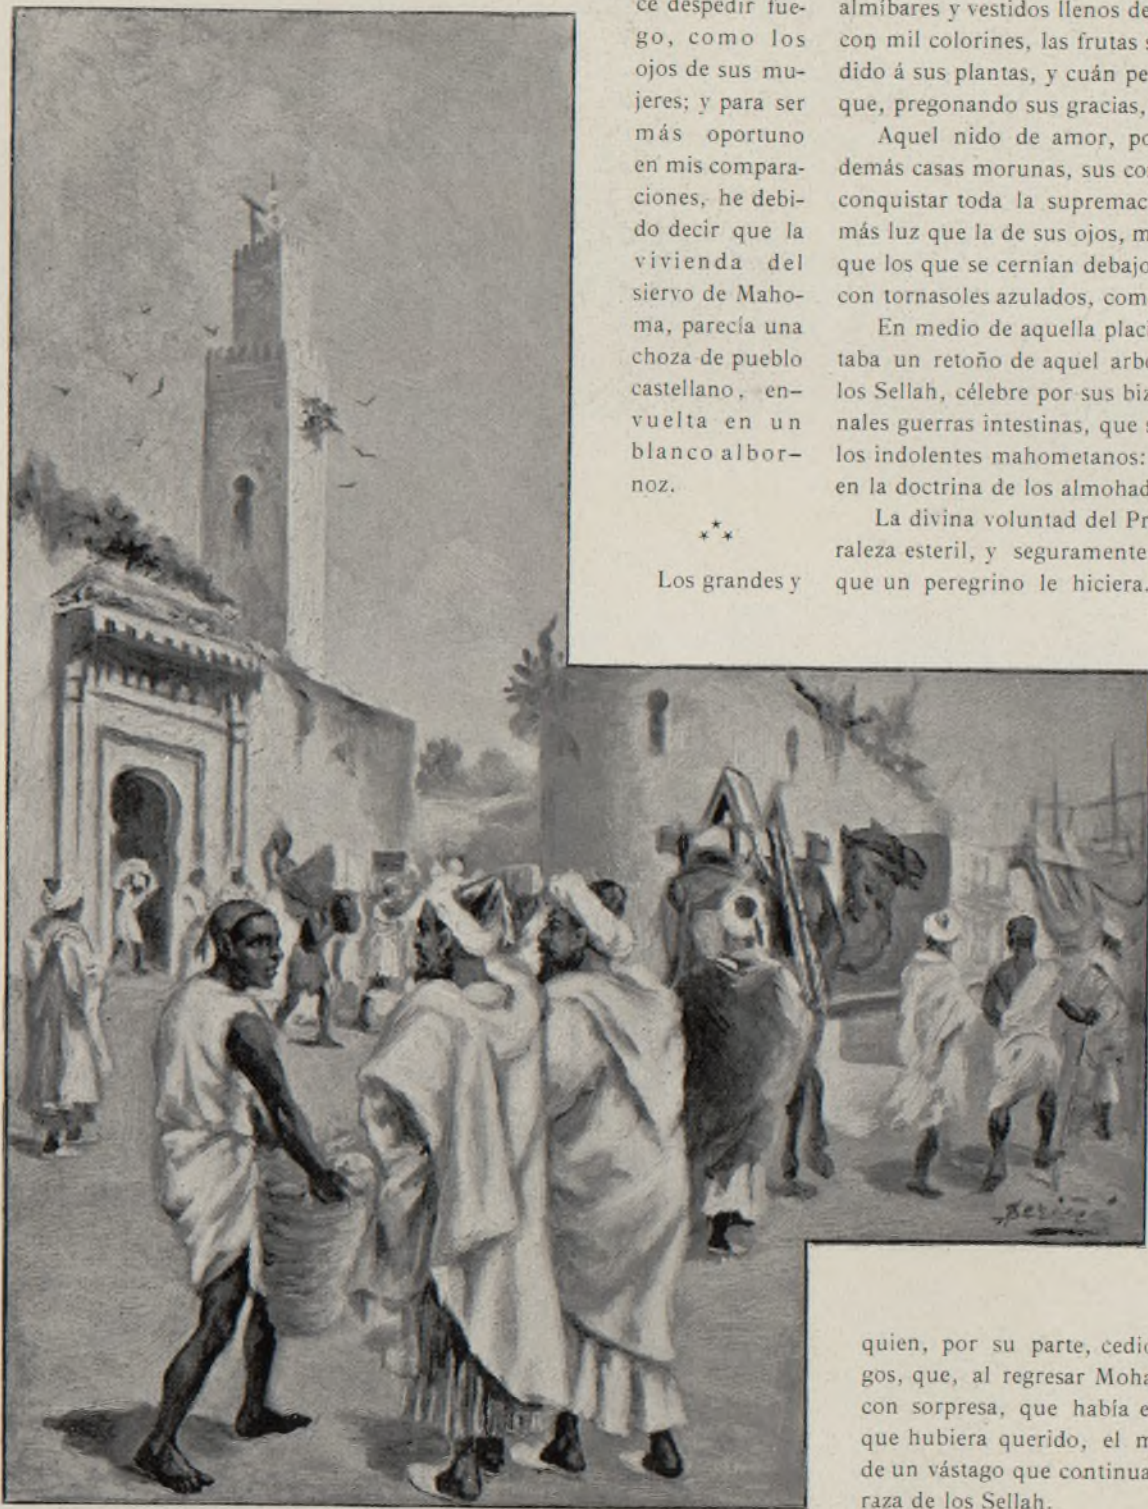 ce despedir fue-
go, como los
ojos de sus mu-
jeres; y para ser
más oportuno
en mis compara-
ciones, he debi-
do decir que la
vivienda del
siervo de Maho-
ma, parecía una
choza de pueblo
castellano, en-
vuelta en un
blanco albor-
noz.
***
Los grandes y
almíbares y vestidos llenos de
con mil colorines, las frutas
dido á sus plantas, y cuán
que, pregonando sus gracias,
Aquel nido de amor,
demás casas morunas, sus
conquistar toda la
más luz que la de sus ojos,
que los que se cernían
con tornasoles azulados,
En medio de aquella
taba un retoño de aquel
los Sellah, célebre por sus
nales guerras intestinas, que
los indolentes mahometanos:
en la doctrina de los
La divina voluntad del
raleza esteril, y seguramente
que un peregrino le hiciera.
quien, por su parte,
gos, que, al regresar
con sorpresa, que había
que hubiera querido, el
de un vástago que
raza de los Sellah.